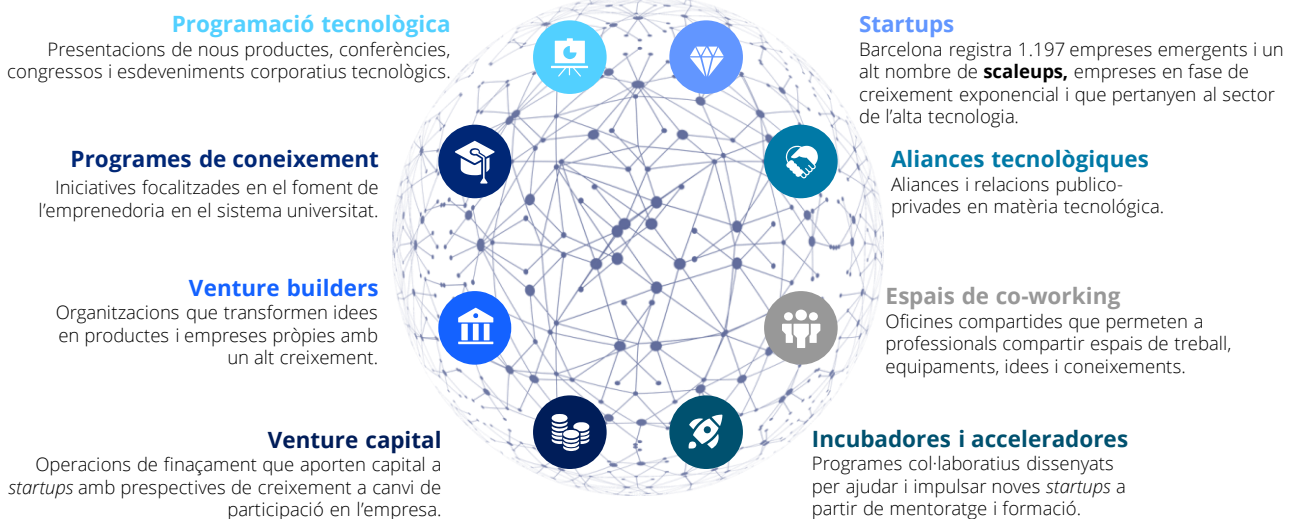 Programació tecnològica
Presentacions de nous productes, conferències,
congressos i esdeveniments corporatius tecnològics.
Startups
Barcelona registra 1.197 empreses emergents i un
alt nombre de scaleups, empreses en fase de
creixement exponencial i que pertanyen al sector
de l’alta tecnologia.
Programes de coneixement
Iniciatives focalitzades en el foment de
l’emprenedoria en el sistema universitat.
Aliances tecnològiques
Aliances i relacions publico-
privades en matèria tecnológica.
Venture builders
Organitzacions que transformen idees
en productes i empreses pròpies amb
un alt creixement.
Espais de co-working
Oficines compartides que permeten a
professionals compartir espais de treball,
equipaments, idees i coneixements.
Venture capital
Operacions de finaçament que aporten capital a
startups amb prespectives de creixement a canvi de
participació en l’empresa.
Incubadores i acceleradores
Programes col·laboratius dissenyats
per ajudar i impulsar noves startups a
partir de mentoratge i formació.